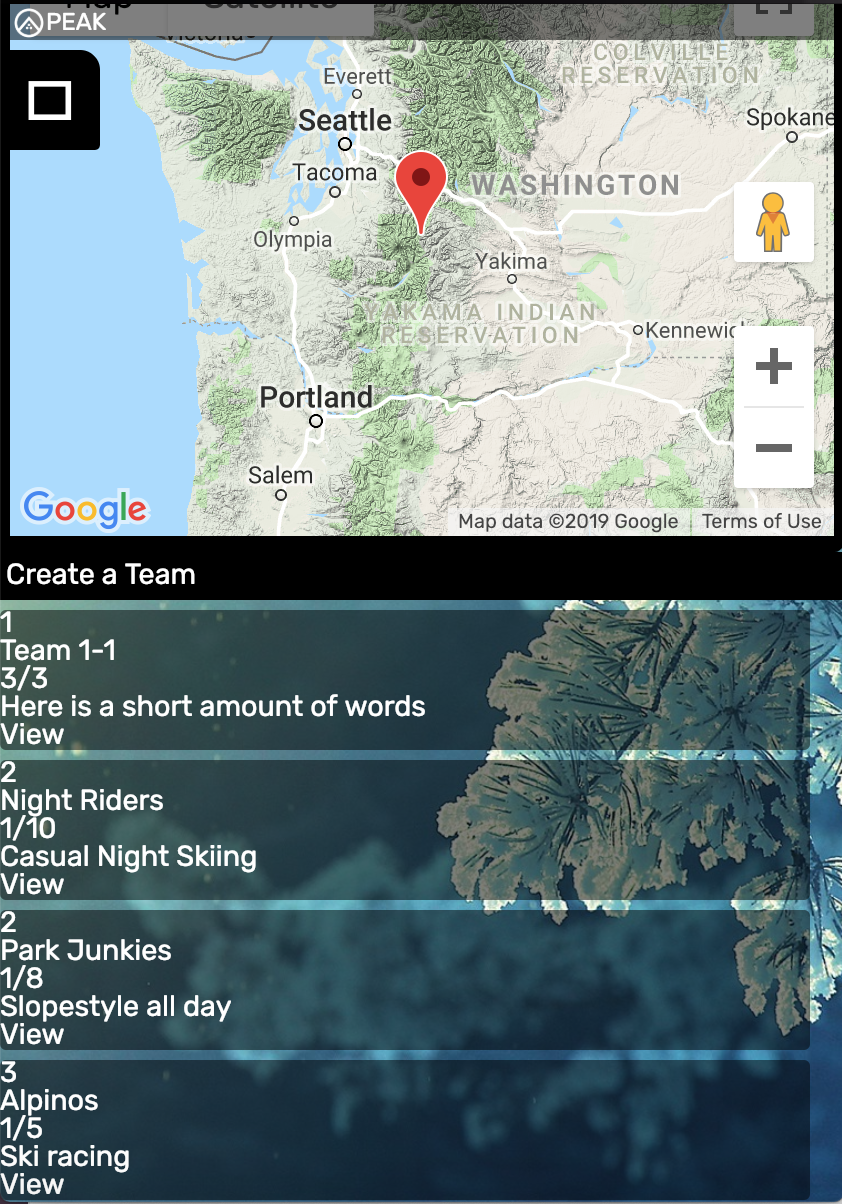 Map
Satellite
PEAK
Victoria
COLVILLE
RESERVATION
Everett
Seattle
Spokane
Tacoma
WASHINGTON
Olympia
Yakima
YAKAMA INDIAN
RESERVATION
Kennewick
Portland
Salem
Google
Map data ©2019 Google
Terms of Use
Create a Team
1
Team 1-1
3/3
Here is a short amount of words
View
2
Night Riders
1/10
Casual Night Skiing
View
2
Park Junkies
1/8
Slopestyle all day
View
3
Alpinos
1/5
Ski racing
View